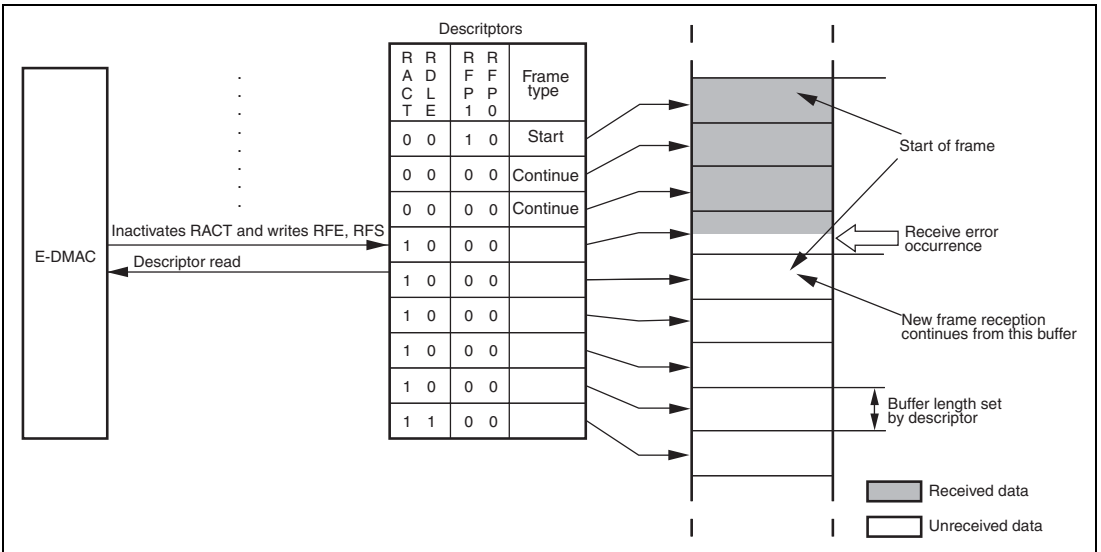 Descritptors
R R R R
A D F F Frame
C L P P type
T E 1 0
0 0 1 0 Start
0 0 0 0 Continue
0 0 0 0 Continue
1 0 0 0
1 0 0 0
1 0 0 0
1 0 0 0
1 0 0 0
1 1 0 0
E-DMAC
Inactivates RACT and writes RFE, RFS
Descriptor read
Start of frame
Receive error
occurrence
New frame reception
continues from this buffer
Buffer length set
by descriptor
Received data
Unreceived data